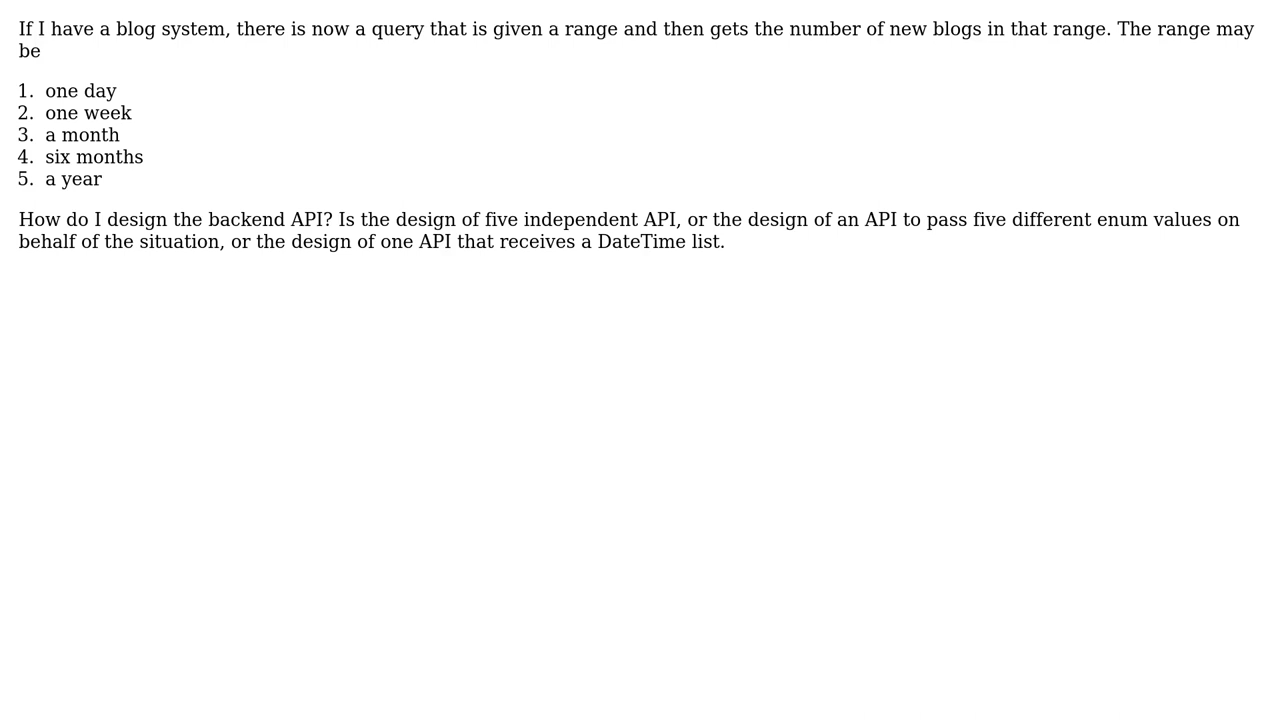 If I have a blog system, there is now a query that is given a range and then gets the number of new blogs in that range. The range may
be
1. one day
2. one week
3. a month
4. six months
5. a year
How do I design the backend API? Is the design of five independent API, or the design of an API to pass five different enum values on
behalf of the situation, or the design of one API that receives a DateTime list.